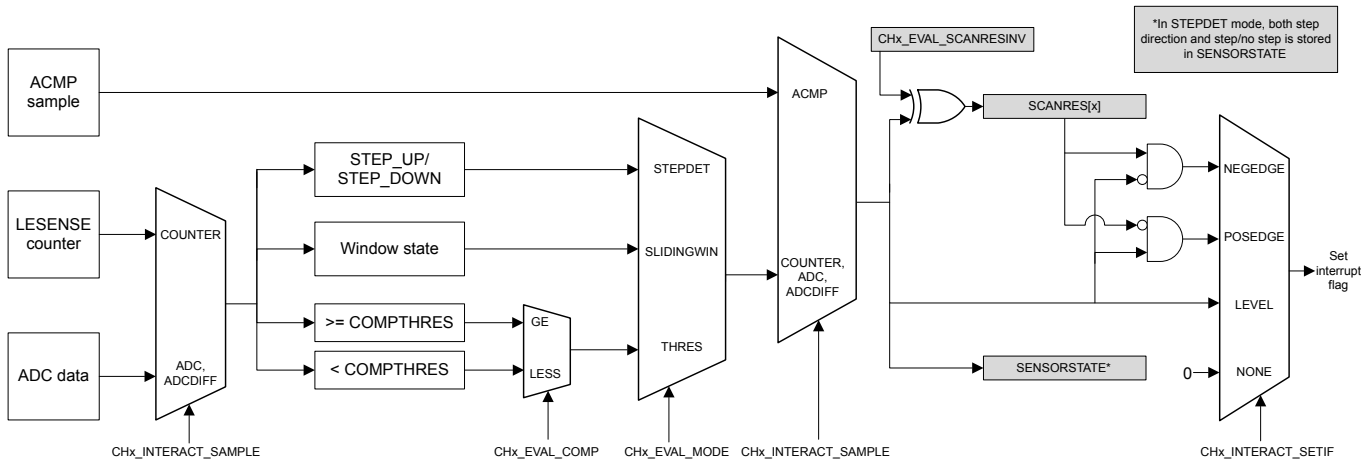 *In STEPDET mode, both step
direction and step/no step is stored
in SENSORSTATE
CHx_EVAL_SCANRESINV
ACMP
sample
ACMP
SCANRES[x]
STEP_UP/
STEP_DOWN
STEPDET
NEGEDGE
LESENSE
counter
COUNTER
Window state
SLIDINGWIN
COUNTER,
ADC,
ADCDIFF
POSEDGE
Set
interrupt
flag
>= COMPTHRES
GE
LEVEL
THRES
ADC data
ADC,
ADCDIFF
< COMPTHRES
LESS
SENSORSTATE*
0
NONE
CHx_INTERACT_SAMPLE
CHx_EVAL_COMP
CHx_EVAL_MODE
CHx_INTERACT_SAMPLE
CHx_INTERACT_SETIF